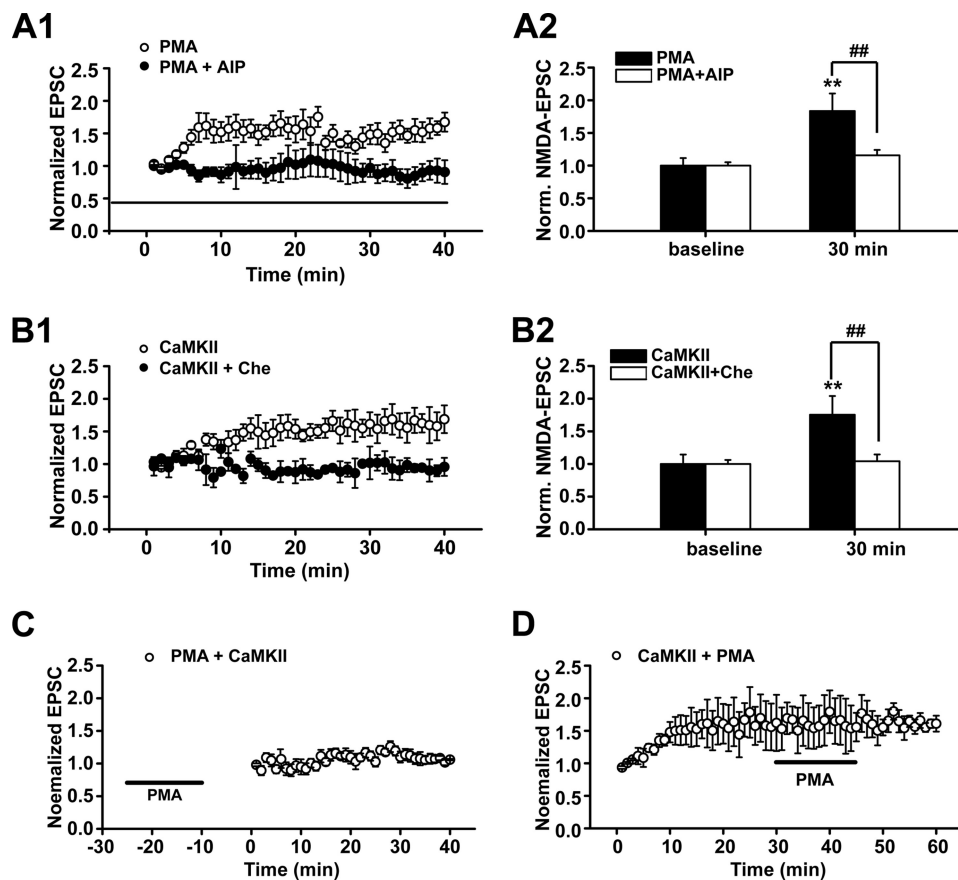 A1
PMA
PMA + AIP
Normalized EPSC
2.5
2.0
1.5
1.0
0.5
0.0
0 10 20 30 40
Time (min)
A2
PMA
PMA+AIP
##
**
Norm. NMDA-EPSC
2.5
2.0
1.5
1.0
0.5
0.0
baseline 30 min
B1
CaMKII
CaMKII + Che
Normalized EPSC
2.5
2.0
1.5
1.0
0.5
0.0
0 10 20 30 40
Time (min)
B2
CaMKII
CaMKII+Che
##
**
Norm. NMDA-EPSC
2.5
2.0
1.5
1.0
0.5
0.0
baseline 30 min
C
PMA + CaMKII
Noemalized EPSC
2.5
2.0
1.5
1.0
0.5
0.0
PMA
-30 -20 -10 0 10 20 30 40
Time (min)
D
CaMKII + PMA
Noemalized EPSC
2.5
2.0
1.5
1.0
0.5
0.0
PMA
0 10 20 30 40 50 60
Time (min)